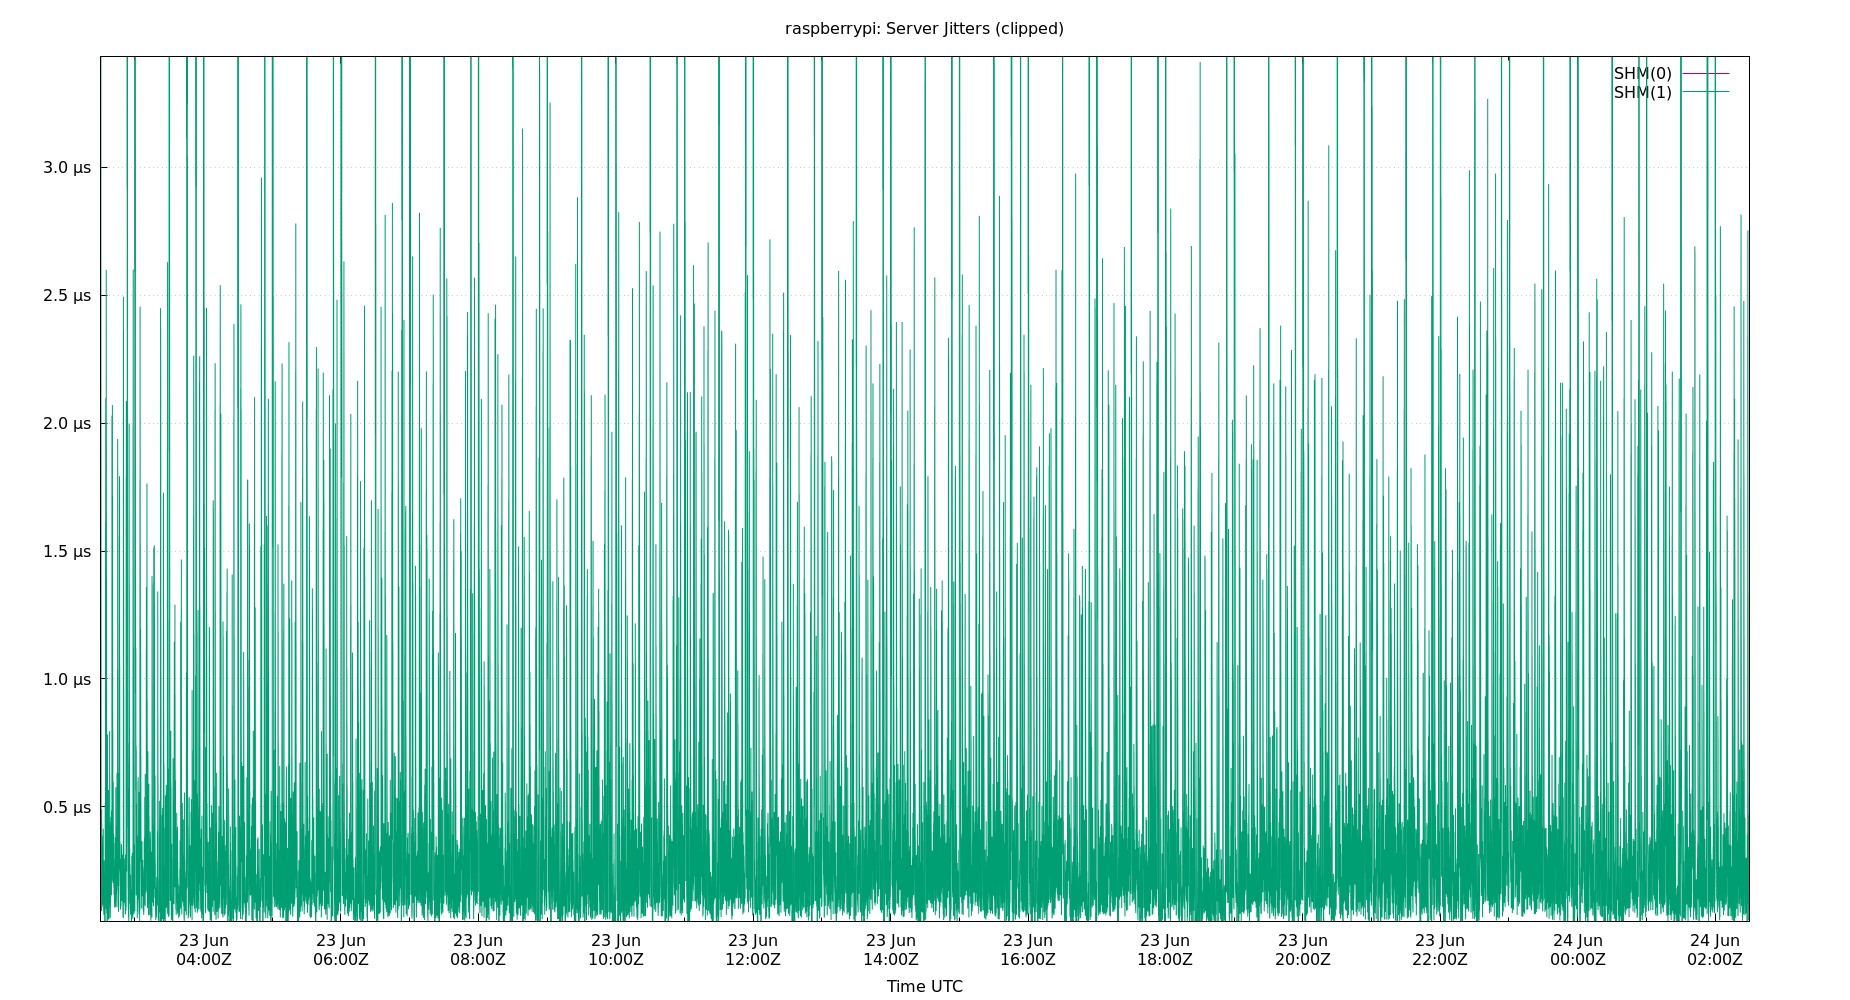 raspberrypi: Server Jitters (clipped)
SHM(0)
SHM(1)
3.0 µs
2.5 µs
2.0 µs
1.5 µs
1.0 µs
0.5 µs
23 Jun 23 Jun 23 Jun 23 Jun 23 Jun 23 Jun 23 Jun 23 Jun 23 Jun 23 Jun 24 Jun 24 Jun
04:00Z 06:00Z 08:00Z 10:00Z 12:00Z 14:00Z 16:00Z 18:00Z 20:00Z 22:00Z 00:00Z 02:00Z
Time UTC